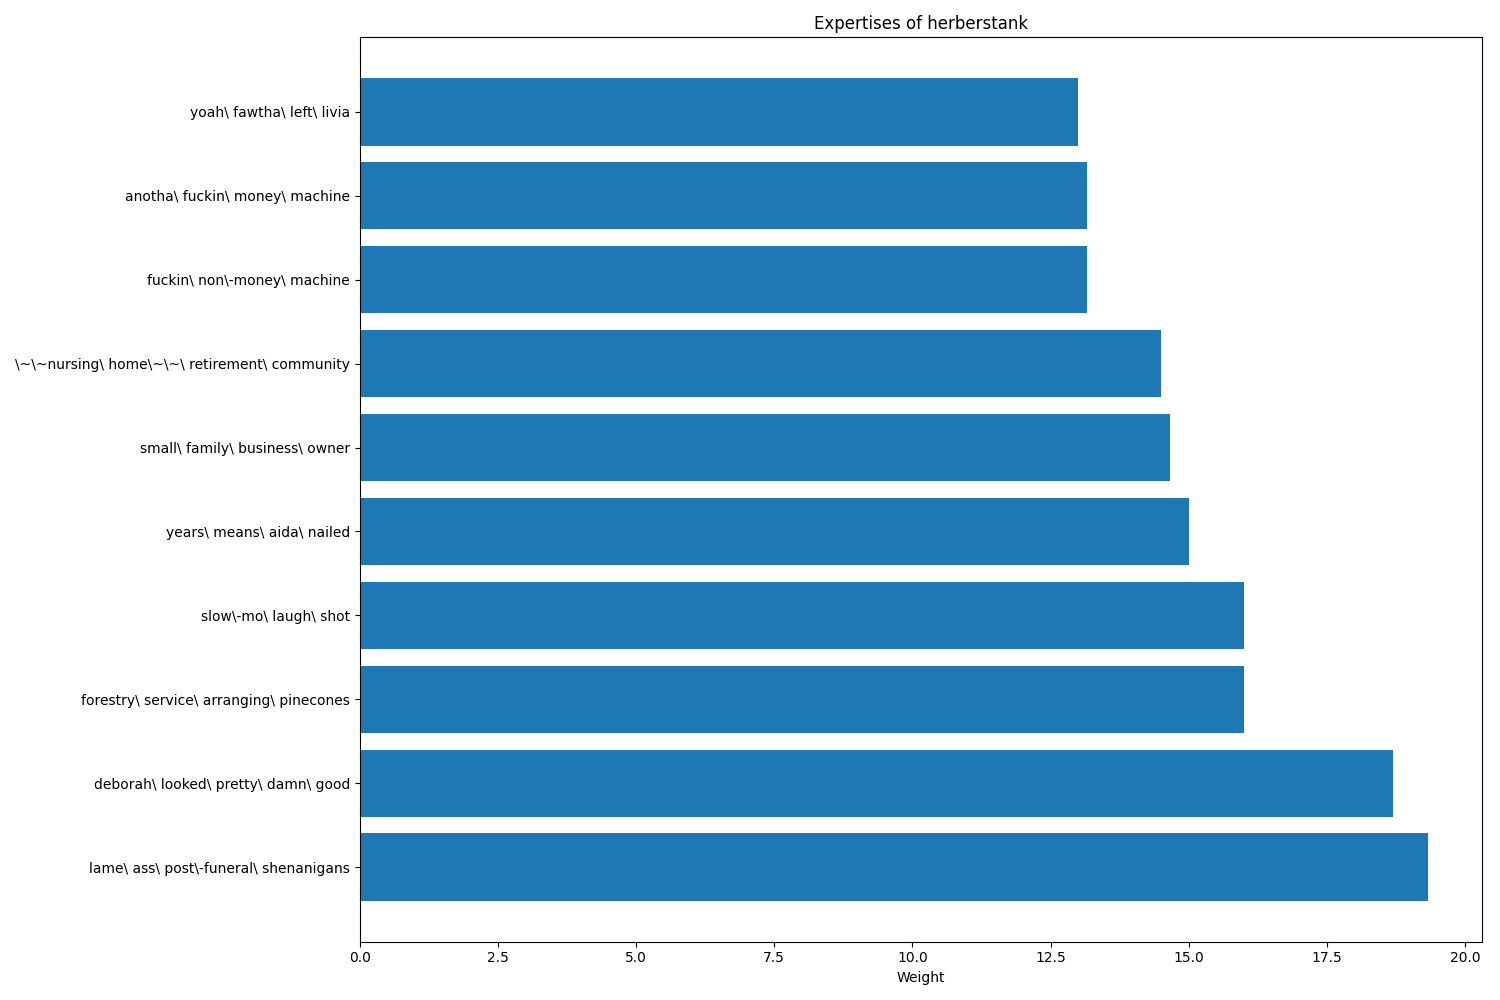 Expertises of herberstank
yoah\ fawtha\ left\ livia
anotha\ fuckin\ money\ machine
fuckin\ non\-money\ machine
\~\~nursing\ home\~\~\ retirement\ community
small\ family\ business\ owner
years\ means\ aida\ nailed
slow\-mo\ laugh\ shot
forestry\ service\ arranging\ pinecones
deborah\ looked\ pretty\ damn\ good
lame\ ass\ post\-funeral\ shenanigans
0.0 2.5 5.0 7.5 10.0 12.5 15.0 17.5 20.0
Weight